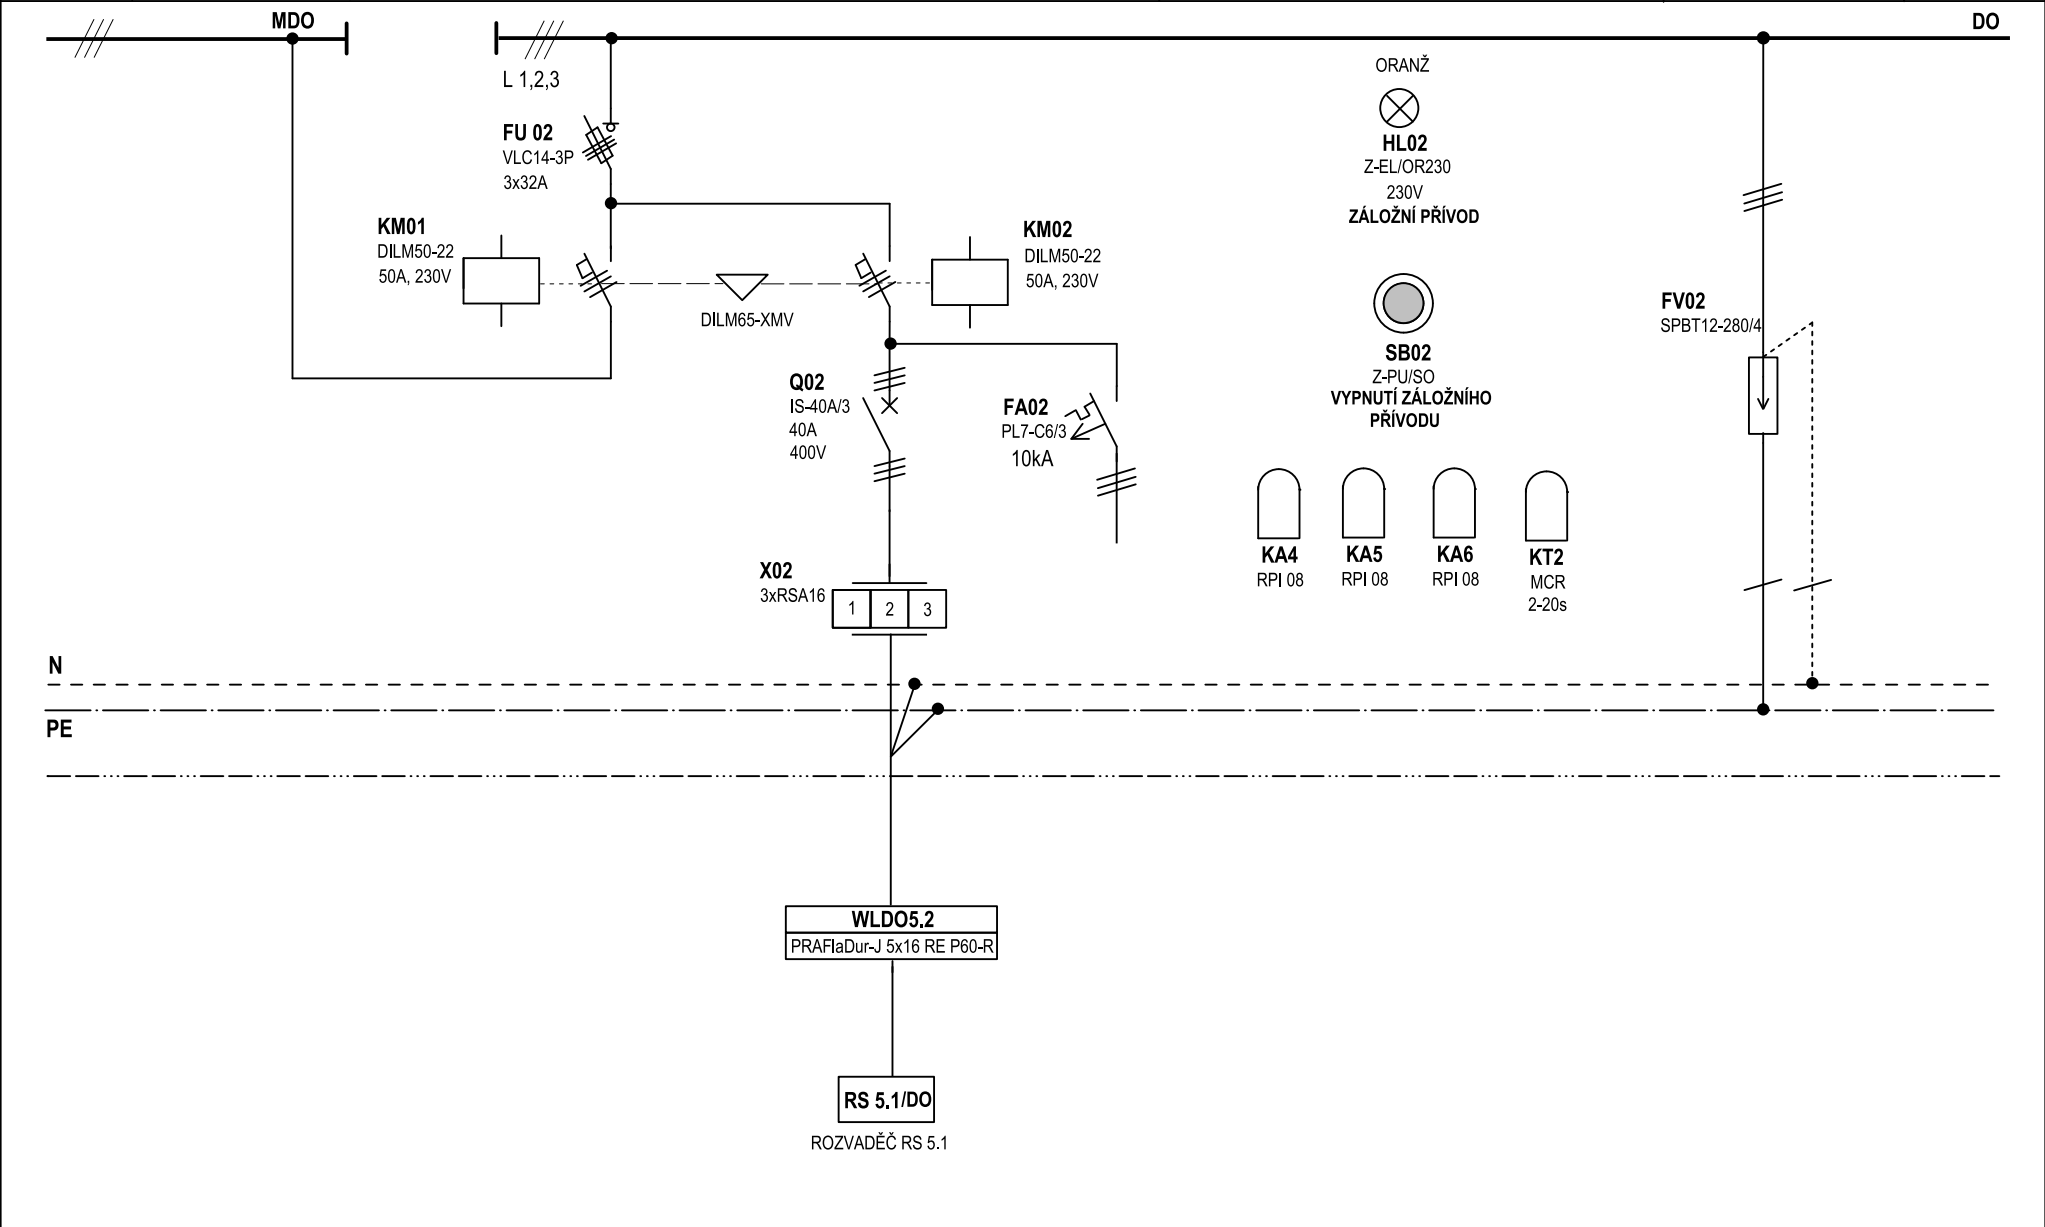 MDO
DO
L 1,2,3
ORANŽ
FU 02
VLC14-3P
3x32A
HL02
Z-EL/OR230
230V
ZÁLOŽNÍ PŘÍVOD
KM01
DILM50-22
50A, 230V
KM02
DILM50-22
50A, 230V
DILM65-XMV
FV02
SPBT12-280/4
SB02
Z-PU/SO
VYPNUTÍ ZÁLOŽNÍHO
PŘÍVODU
Q02
IS-40A/3
40A
400V
FA02
PL7-C6/3
10kA
KA4
RPI 08
KA5
RPI 08
KA6
RPI 08
KT2
MCR
2-20s
X02
3xRSA16
1 2 3
N
PE
WLDO5.2
PRAFlaDur-J 5x16 RE P60-R
RS 5.1/DO
ROZVADĚČ RS 5.1